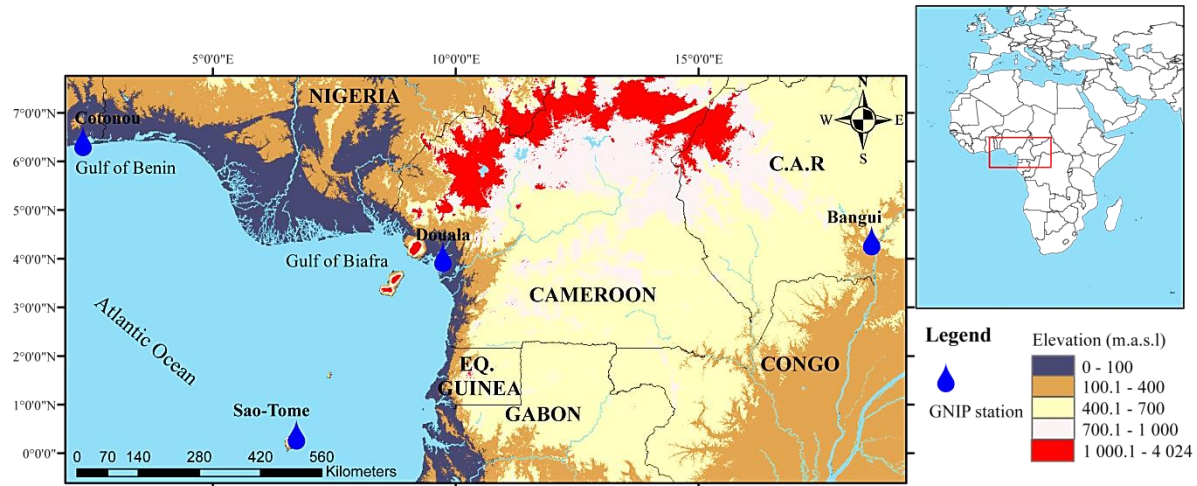 5°0'0"E 10°0'0"E 15°0'0"E
7°0'0"N
6°0'0"N
5°0'0"N
4°0'0"N
3°0'0"N
2°0'0"N
1°0'0"N
0°0'0"
NIGERIA
Cotonou
Gulf of Benin
N
W E
S
C.A.R
Bangui
Douala
Gulf of Biafra
CAMEROON
Atlantic Ocean
EQ.
GUINEA
CONGO
GABON
Sao-Tome
0 70 140 280 420 560
Kilometers
Legend
GNIP station
Elevation (m.a.s.l)
0 - 100
100.1 - 400
400.1 - 700
700.1 - 1 000
1 000.1 - 4 024